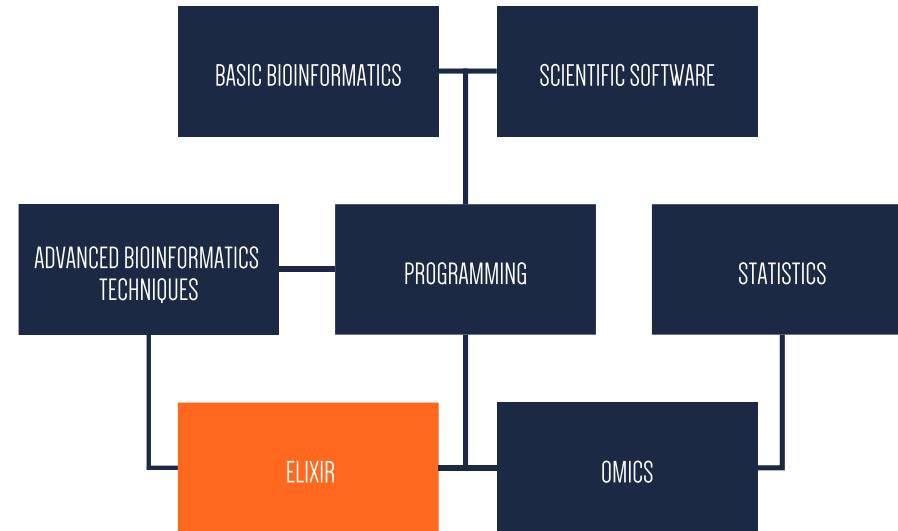 BASIC BIOINFORMATICS
SCIENTIFIC SOFTWARE
ADVANCED BIOINFORMATICS
TECHNIQUES
PROGRAMMING
STATISTICS
ELIXIR
OMICS